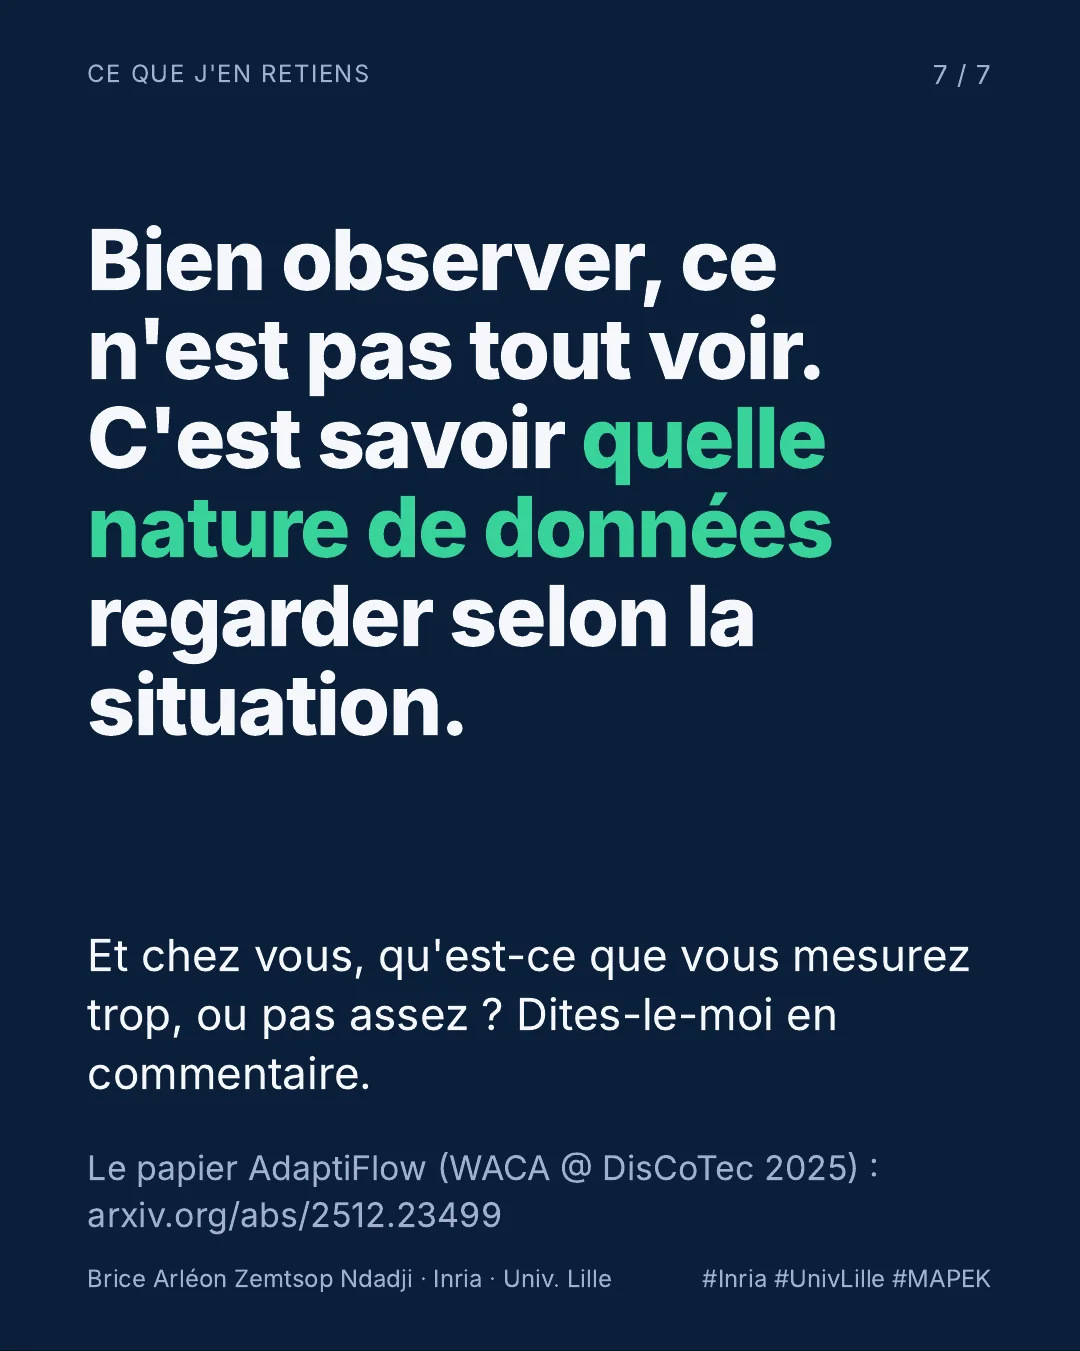 CE QUE J'EN RETIENS
7 / 7
Bien observer, ce
n'est pas tout voir.
C'est savoir quelle
nature de données
regarder selon la
situation.
Et chez vous, qu'est-ce que vous mesurez
trop, ou pas assez ? Dites-le-moi en
commentaire.
Le papier AdaptiFlow (WACA @ DisCoTec 2025) :
arxiv.org/abs/2512.23499
Brice Arléon Zemtsop Ndadji · Inria · Univ. Lille
#Inria #UnivLille #MAPEK